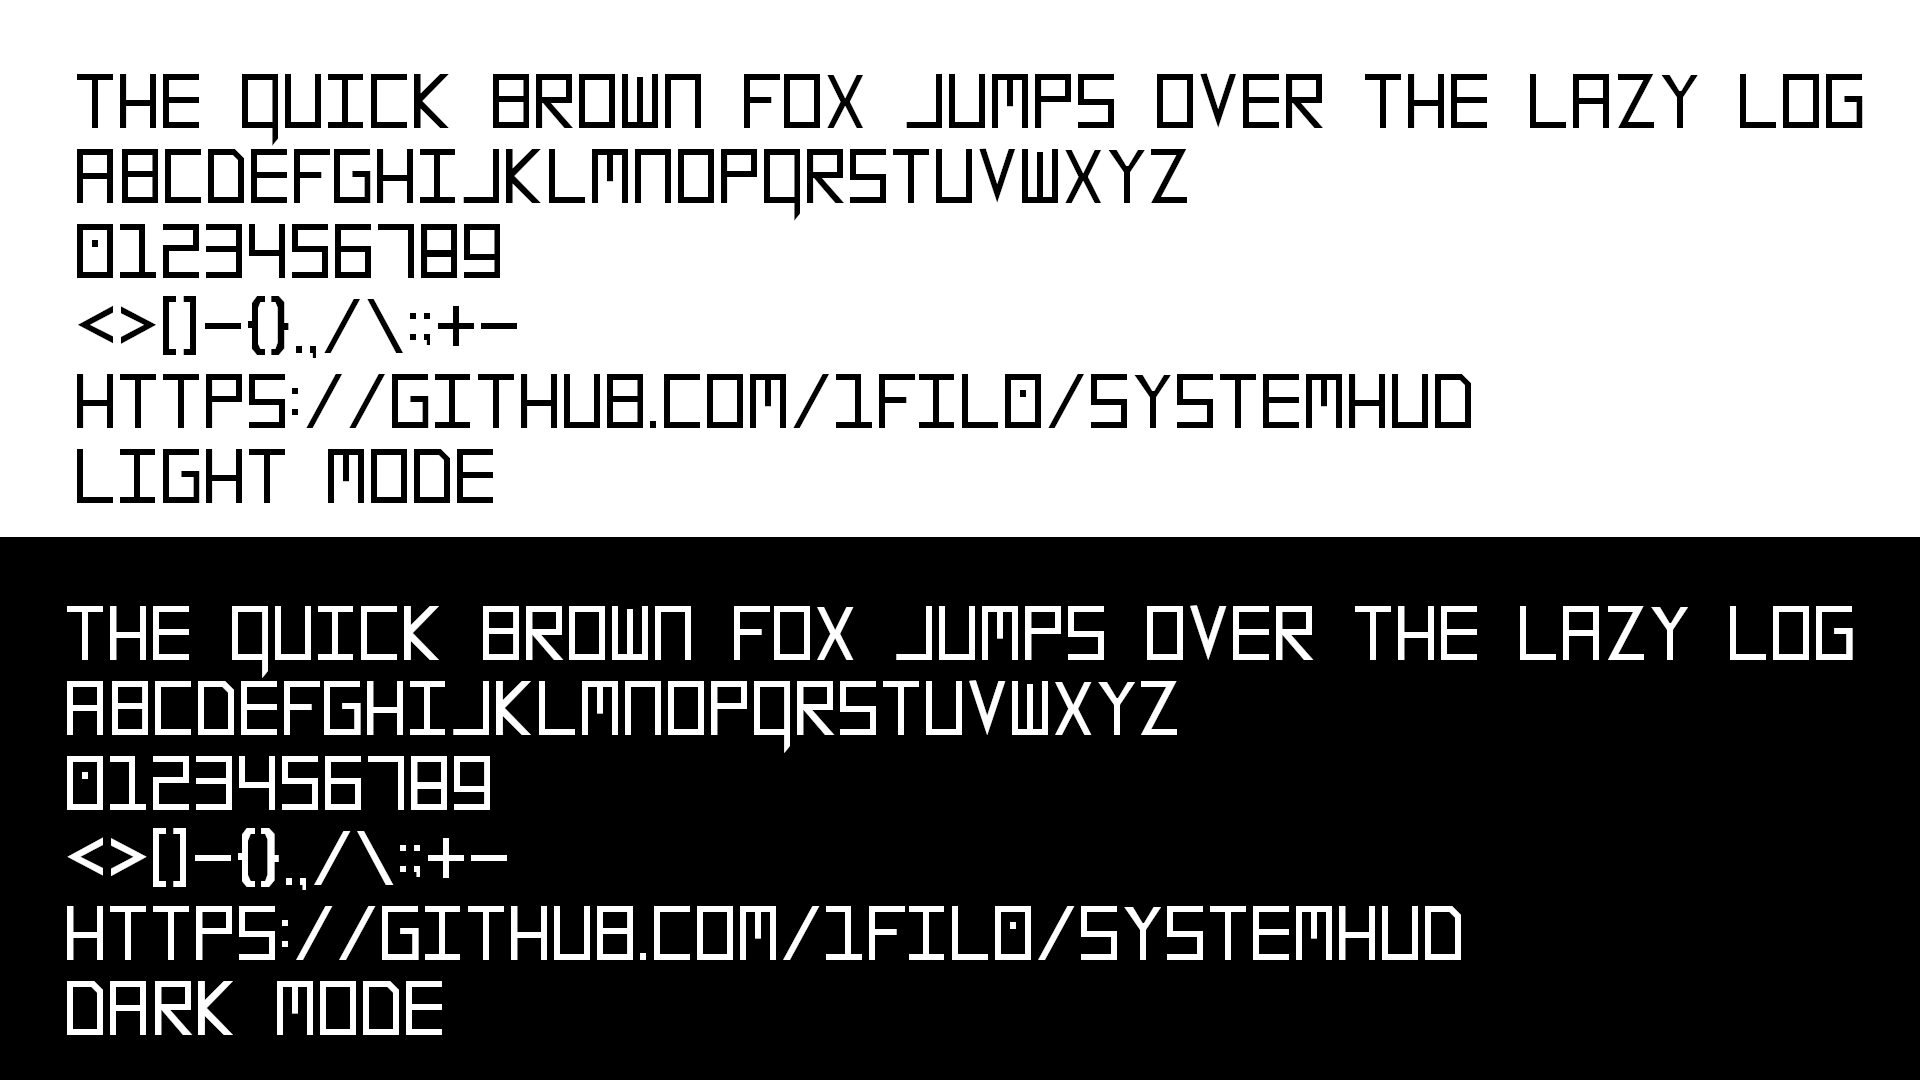 THE QUICK BROWN FOX JUMPS OVER THE LAZY LOG
ABCDEFGHIJKLMNOPQRSTUVWXYZ
0123456789
<>[]-{}.,/\:;+-
HTTPS://GITHUB.COM/1FIL0/SYSTEMHUD
LIGHT MODE
THE QUICK BROWN FOX JUMPS OVER THE LAZY LOG
ABCDEFGHIJKLMNOPQRSTUVWXYZ
0123456789
<>[]-{}.,/\:;+-
HTTPS://GITHUB.COM/1FIL0/SYSTEMHUD
DARK MODE